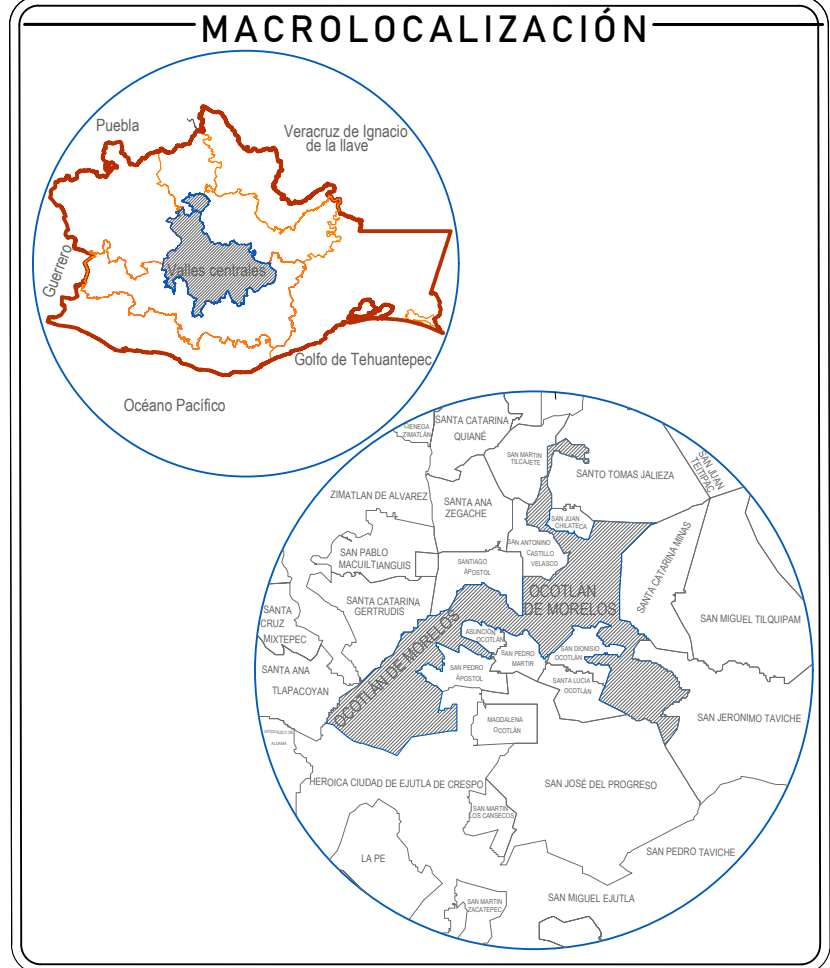 MACROLOCALIZACIÓN
Puebla
Veracruz de Ignacio
de la llave
Guerrero
Valles centrales
Golfo de Tehuantepec
Océano Pacífico
CIENEGA
ZIMATLÁN
SANTA CATARINA
QUIANÉ
SAN MARTIN
TILCAJETE
SANTO TOMAS JALIEZA
SAN JUAN
TEITIPAC
ZIMATLAN DE ALVAREZ
SANTA ANA
ZEGACHE
SAN JUAN
CHILATECA
SAN ANTONINO
CASTILLO
VELASCO
SAN PABLO
MACUILTIANGUIS
SANTIAGO
ÁPOSTOL
SANTA CATARINA MINAS
OCOTLÁN
DE MORELOS
SANTA CATARINA
GERTRUDIS
SANTA
CRUZ
MIXTEPEC
SAN MIGUEL TILQUIPAM
ASUNCIÓN
OCOTLÁN
SAN PEDRO
MARTIR
SAN DIONISIO
OCOTLÁN
OCOTLÁN DE MORELOS
SANTA ANA
TLAPACOYAN
SAN PEDRO
ÁPOSTOL
SANTA LUCIA
OCOTLÁN
MAGDALENA
OCOTLÁN
SAN JERONIMO TAVICHE
HEROICA CIUDAD DE EJUTLA DE CRESPO
SAN JOSÉ DEL PROGRESO
SAN MARTIN
LOS CANSECOS
LA PE
SAN PEDRO TAVICHE
SAN MARTIN
ZACATEPEC
SAN MIGUEL EJUTLA